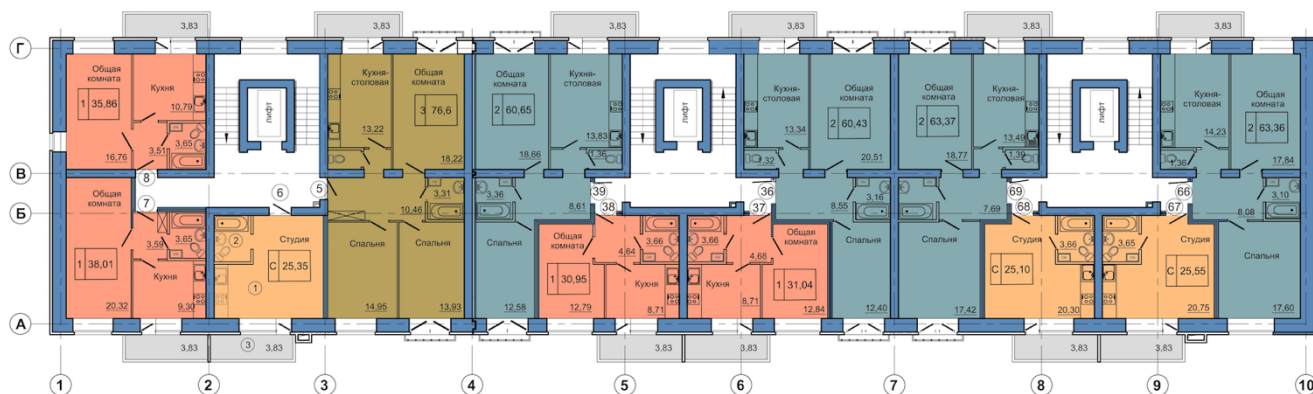 3,83 3,83 3,83 3,83 3,83 3,83
Г
Общая комната
1 35,86
16,76
Кухня
10,79
3,65
3,51
8
лифт
Кухня-столовая
13,22
Общая комната
3 76,6
18,22
Общая комната
2 60,65
18,66
Кухня-столовая
13,83
1,36
лифт
Кухня-столовая
13,34
1,32
Общая комната
2 60,43
20,51
Общая комната
2 63,37
18,77
Кухня-столовая
13,49
1,39
лифт
Кухня-столовая
14,23
1,36
Общая комната
2 63,36
17,84
В
Б
7
6
5
3,31
10,46
3,36
8,61
39
38
36
37
8,55
3,16
7,69
69
68
66
67
8,08
3,10
Общая комната
1 38,01
20,32
3,65
3,59
Кухня
9,30
2
Студия
С 25,35
1
Спальня
14,95
Спальня
13,93
Спальня
12,58
Общая комната
1 30,95
12,79
3,66
4,64
Кухня
8,71
3,66
4,68
Кухня
8,71
Общая комната
1 31,04
12,84
Спальня
12,40
17,42
Студия
С 25,10
3,66
20,30
3,65
Студия
С 25,55
20,75
Спальня
17,60
А
3,83 3 3,83 3,83 3,83 3,83 3,83
1 2 3 4 5 6 7 8 9 10